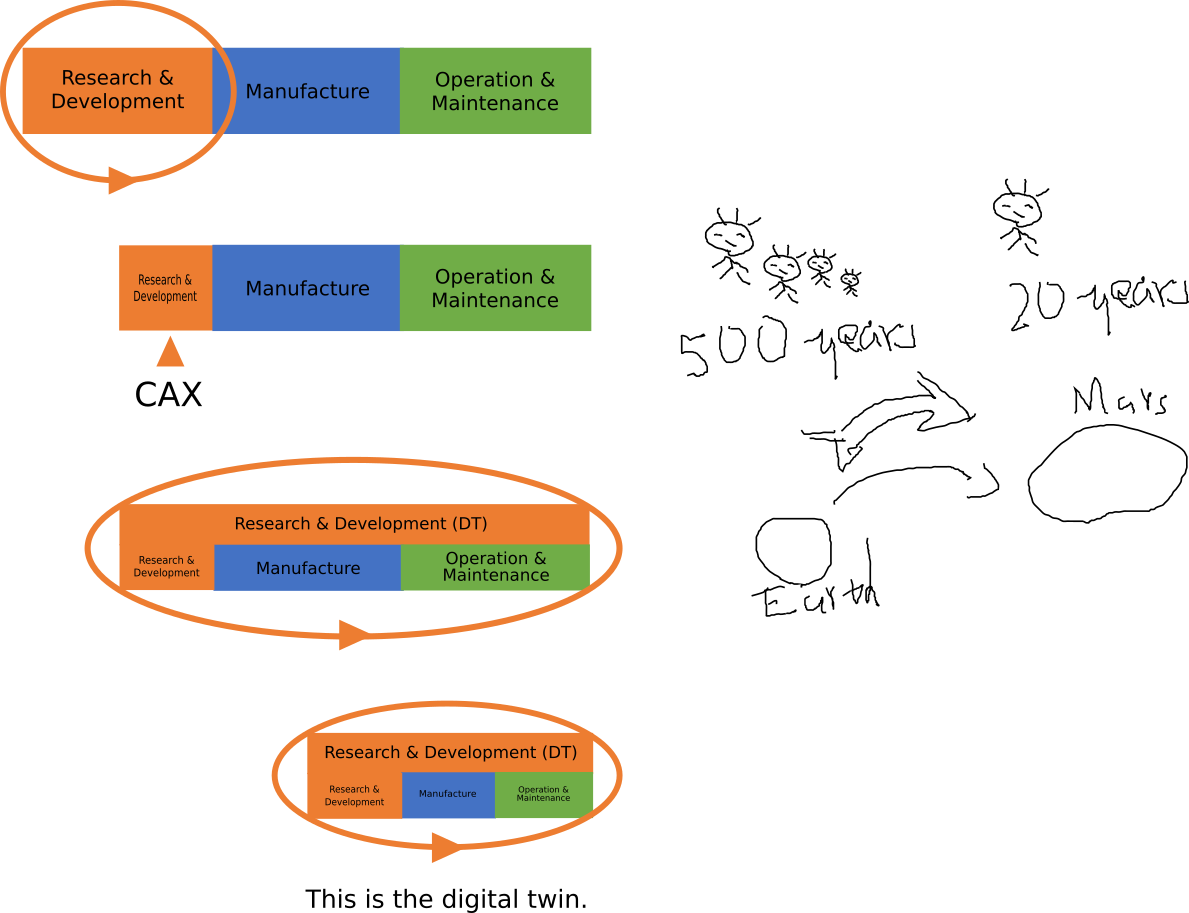 Research &
Development
Manufacture
Operation &
Maintenance
Research &
Development
Manufacture
Operation &
Maintenance
CAX
Research & Development (DT)
Research &
Development
Manufacture
Operation &
Maintenance
Research & Development (DT)
Research &
Development
Manufacture
Operation &
Maintenance
This is the digital twin.
500 years
20 years
Mars
Earth